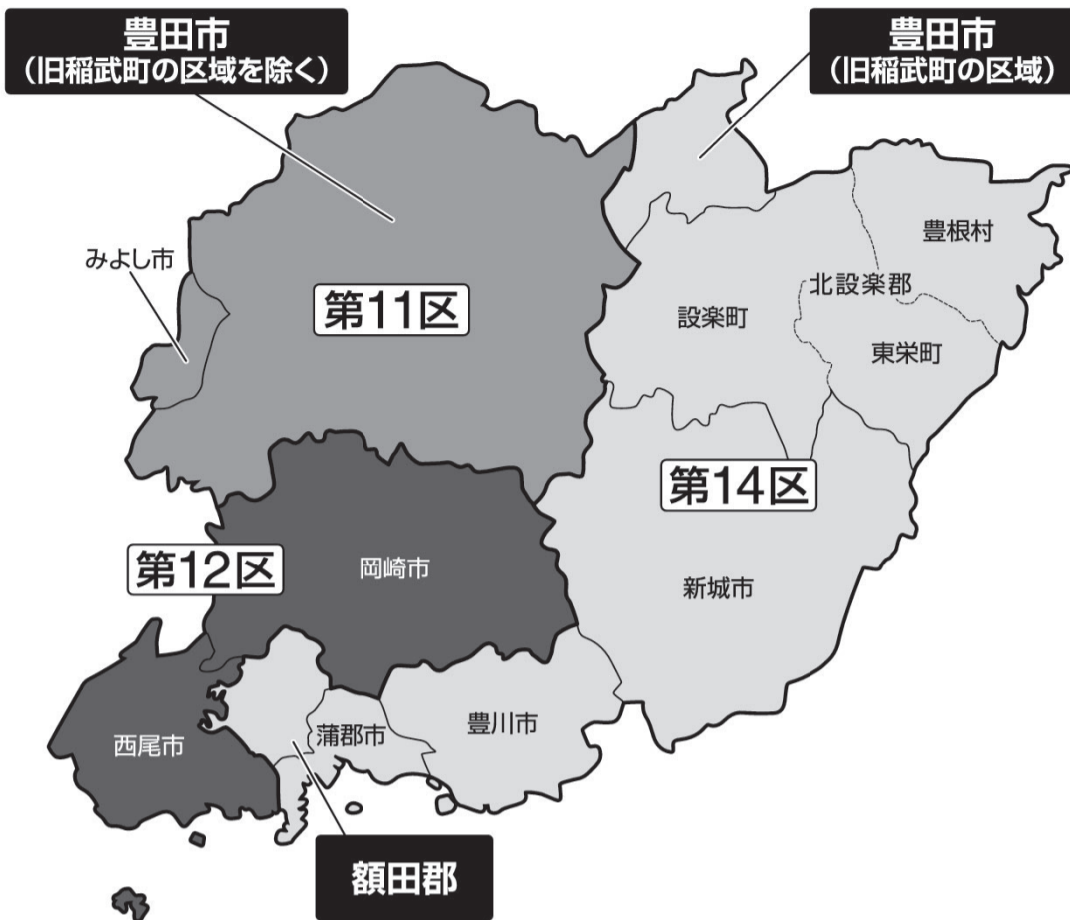 豊田市
（旧稲武町の区域を除く）
豊田市
（旧稲武町の区域）
みよし市
第11区
豊根村
北設楽郡
設楽町
東栄町
第14区
第12区
岡崎市
新城市
西尾市
蒲郡市
豊川市
額田郡